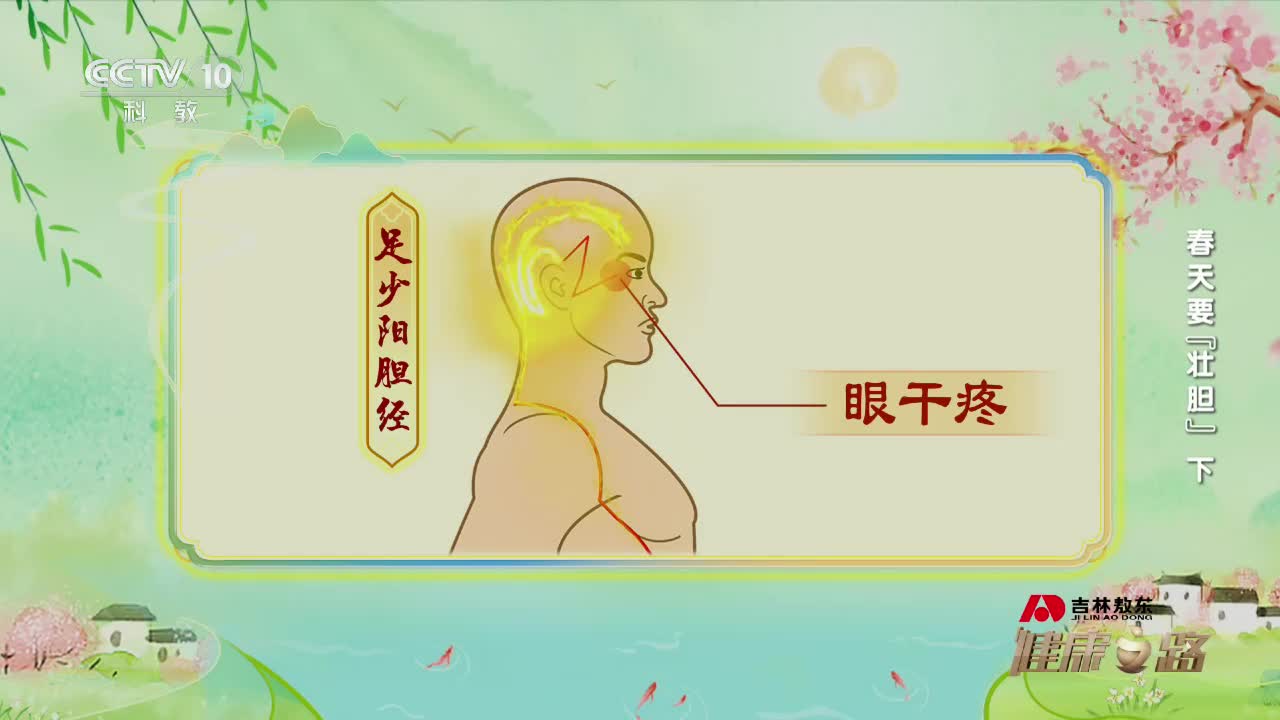 CCTV 10
科教
足少阳胆经
眼干疼
春天要『壮胆』下
吉林敖东
JI LIN AO DONG
健康之路